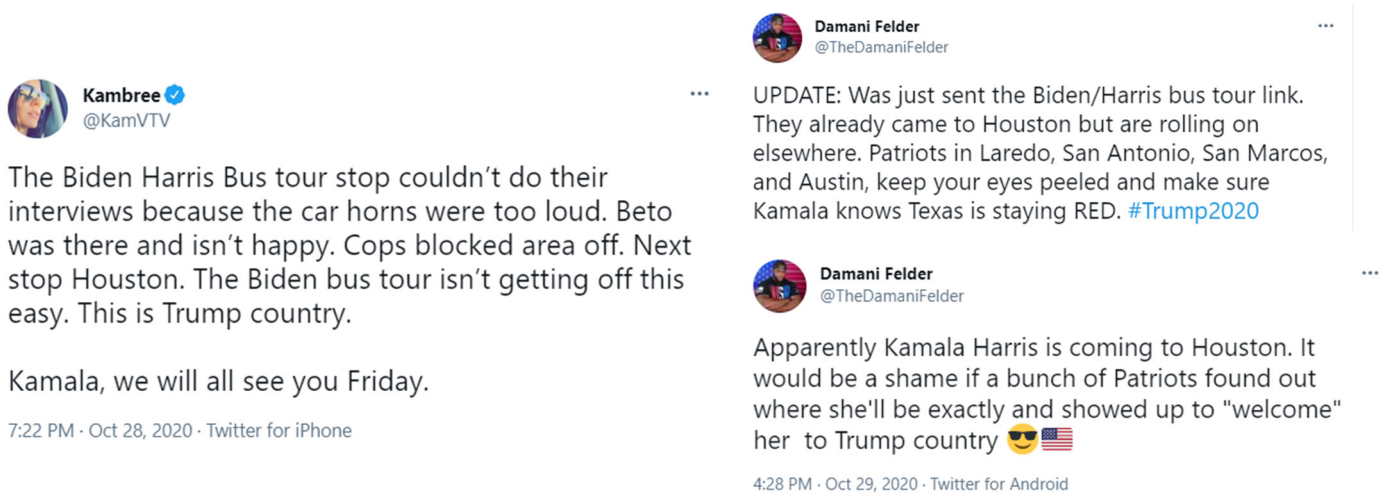 Kambree
@KamVTV
The Biden Harris Bus tour stop couldn't do their
interviews because the car horns were too loud. Beto
was there and isn't happy. Cops blocked area off. Next
stop Houston. The Biden bus tour isn't getting off this
easy. This is Trump country.
Kamala, we will all see you Friday.
7:22 PM · Oct 28, 2020 · Twitter for iPhone
Damani Felder
@TheDamaniFelder
UPDATE: Was just sent the Biden/Harris bus tour link.
They already came to Houston but are rolling on
elsewhere. Patriots in Laredo, San Antonio, San Marcos,
and Austin, keep your eyes peeled and make sure
Kamala knows Texas is staying RED. #Trump2020
Damani Felder
@TheDamaniFelder
Apparently Kamala Harris is coming to Houston. It
would be a shame if a bunch of Patriots found out
where she'll be exactly and showed up to "welcome"
her to Trump country 😎🇺🇸
4:28 PM · Oct 29, 2020 · Twitter for Android